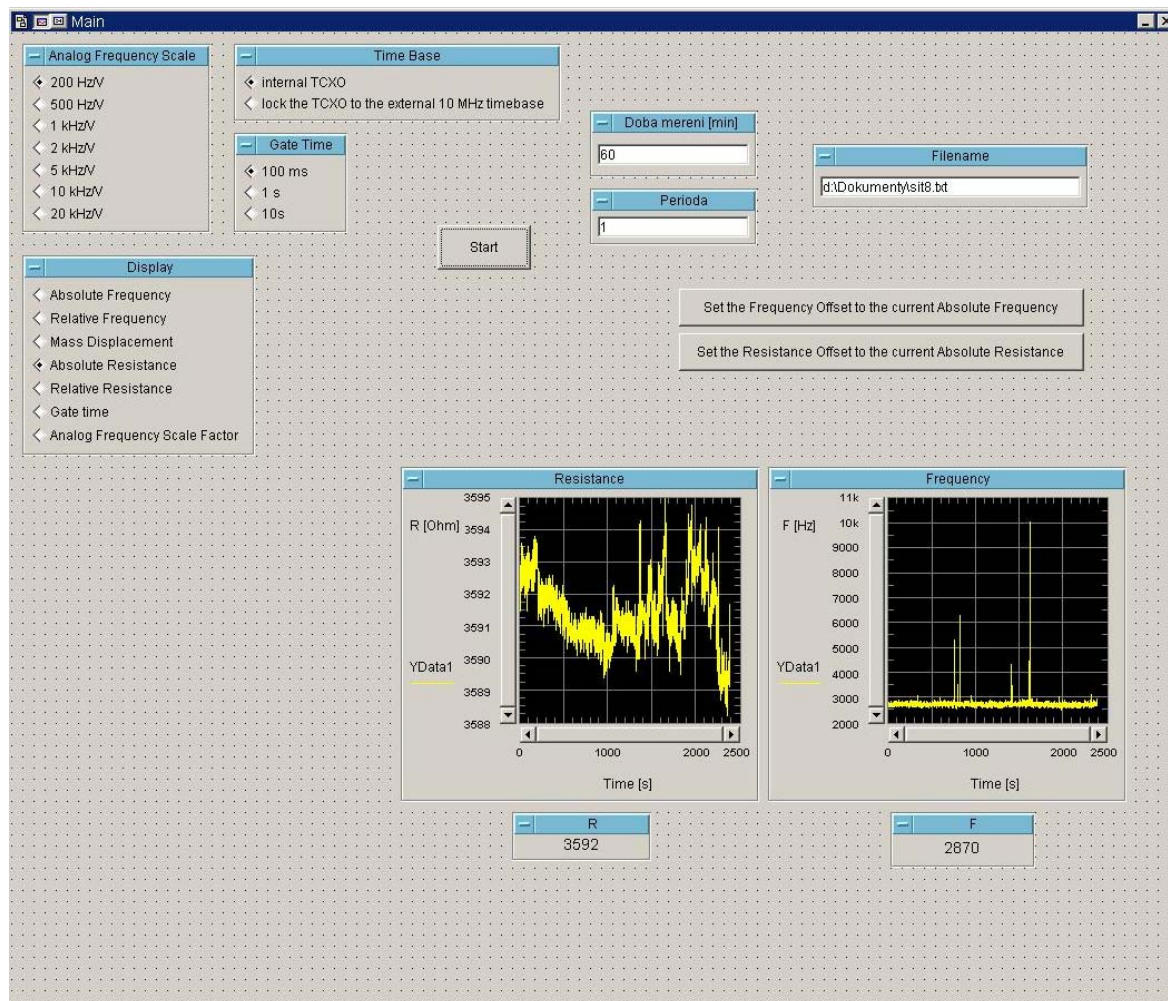 Main
Analog Frequency Scale
200 Hz/V
500 Hz/V
1 kHz/V
2 kHz/V
5 kHz/V
10 kHz/V
20 kHz/V
Time Base
internal TCXO
lock the TCXO to the external 10 MHz timebase
Gate Time
100 ms
1 s
10s
Doba mereni [min]
60
Perioda
1
Filename
d:\Dokumenty\sit8.txt
Start
Display
Absolute Frequency
Relative Frequency
Mass Displacement
Absolute Resistance
Relative Resistance
Gate time
Analog Frequency Scale Factor
Set the Frequency Offset to the current Absolute Frequency
Set the Resistance Offset to the current Absolute Resistance
Resistance
R [Ohm]
3595
3594
3593
3592
3591
3590
3589
3588
YData1
0 1000 2000 2500
Time [s]
Frequency
F [Hz]
11k
10k
9000
8000
7000
6000
5000
4000
3000
2000
YData1
0 1000 2000 2500
Time [s]
R
3592
F
2870